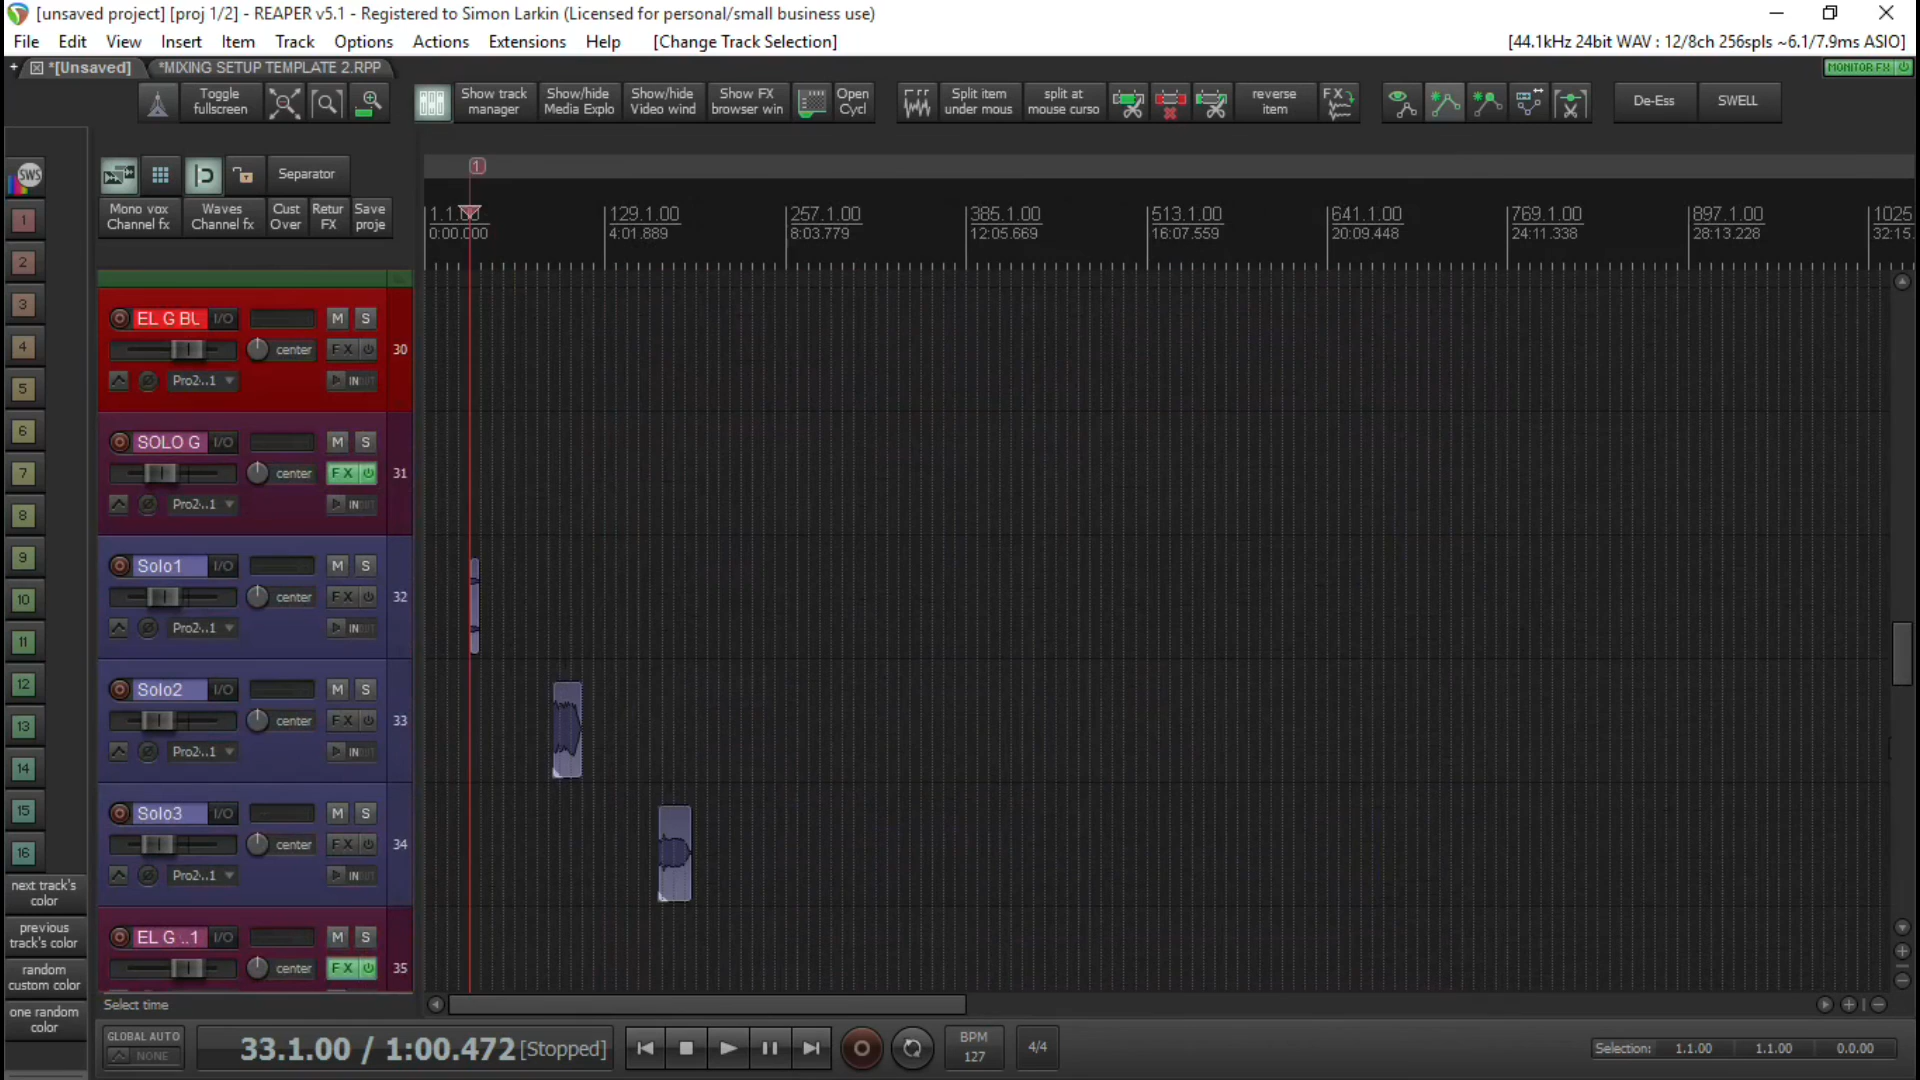 [unsaved project] [proj 1/2] - REAPER v5.1 - Registered to Simon Larkin (Licensed for personal/small business use)
File Edit View Insert Item Track Options Actions Extensions Help [Change Track Selection] [44.1kHz 24bit WAV : 12/8ch 256spls ~6.1/7.9ms ASIO]
+ *[Unsaved] *MIXING SETUP TEMPLATE 2.RPP MONITOR FX
Toggle fullscreen
Show track manager
Show/hide Media Explo
Show/hide Video wind
Show FX browser win
Open Cycl
Split item under mous
split at mouse curso
reverse item
FX
De-Ess
SWELL
SWS
Separator
Mono vox Channel fx
Waves Channel fx
Cust Over
Retur FX
Save proje
1
1.1.00 129.1.00 257.1.00 385.1.00 513.1.00 641.1.00 769.1.00 897.1.00 1025
0:00.000 4:01.889 8:03.779 12:05.669 16:07.559 20:09.448 24:11.338 28:13.228 32:15.
1
2
3
4
5
6
7
8
9
10
11
12
13
14
15
16
next track's color
previous track's color
random custom color
one random color
EL G BU I/O M S
center FX 30
Pro2...1 IN
SOLO G I/O M S
center FX 31
Pro2...1 IN
Solo1 I/O M S
center FX 32
Pro2...1 IN
Solo2 I/O M S
center FX 33
Pro2...1 IN
Solo3 I/O M S
center FX 34
Pro2...1 IN
EL G ..1 I/O M S
center FX 35
Select time
GLOBAL AUTO
NONE
33.1.00 / 1:00.472 [Stopped]
BPM
127
4/4
Selection: 1.1.00 1.1.00 0.0.00